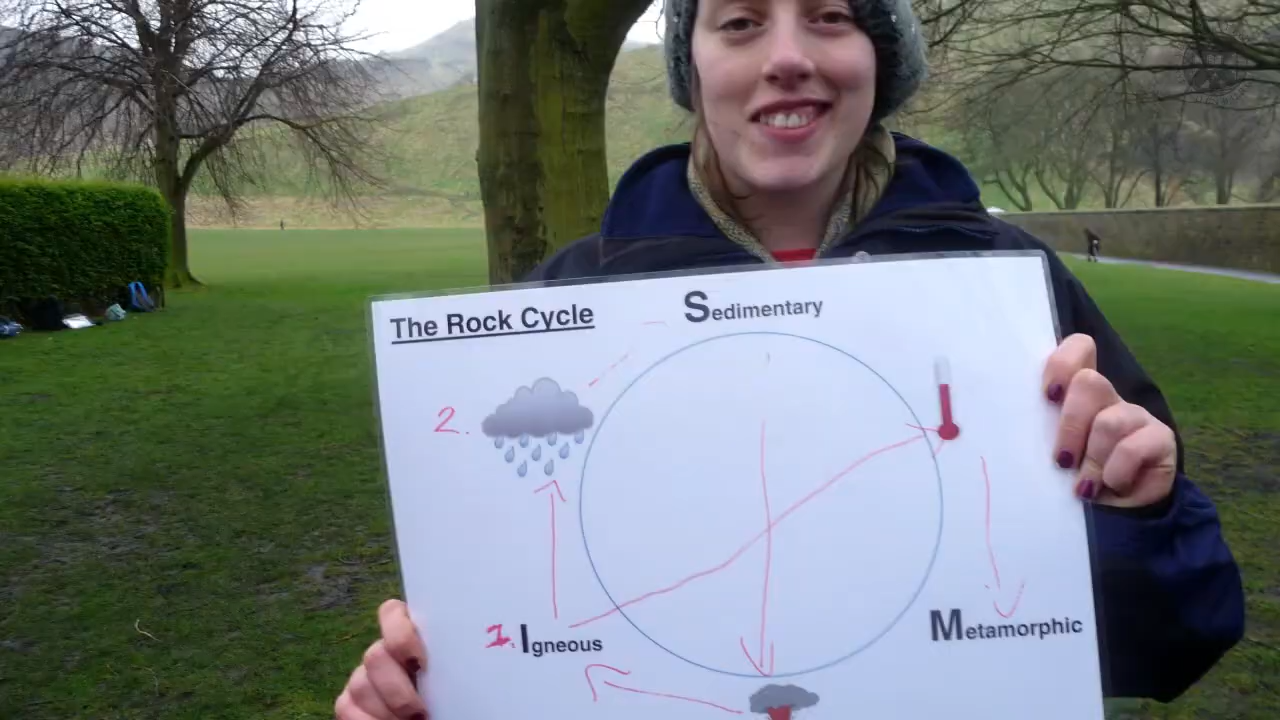 The Rock Cycle
Sedimentary
2.
1. Igneous
Metamorphic